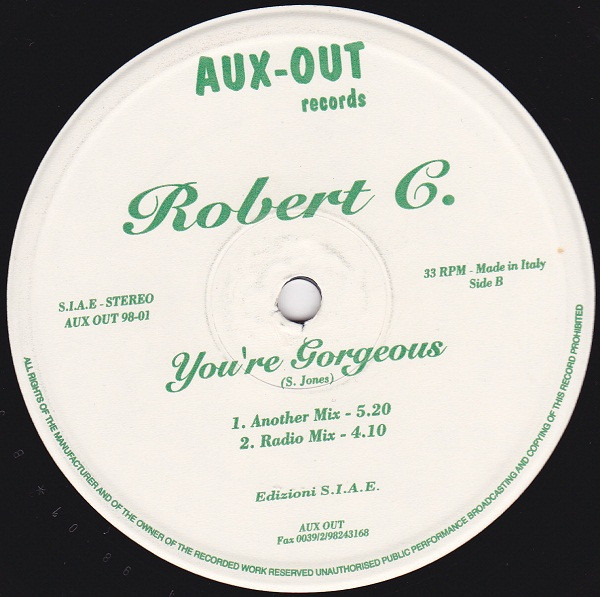 AUX-OUT
records
Robert C.
S.I.A.E - STEREO
AUX OUT 98-01
33 RPM - Made in Italy
Side B
You're Gorgeous
(S. Jones)
1. Another Mix - 5.20
2. Radio Mix - 4.10
Edizioni S.I.A.E.
AUX OUT
Fax 0039/2/98243168
ALL RIGHTS OF THE MANUFACTURER AND OF THE OWNER OF THE RECORDED WORK RESERVED UNAUTHORISED PUBLIC PERFORMANCE BROADCASTING AND COPYING OF THIS RECORD PROHIBITED